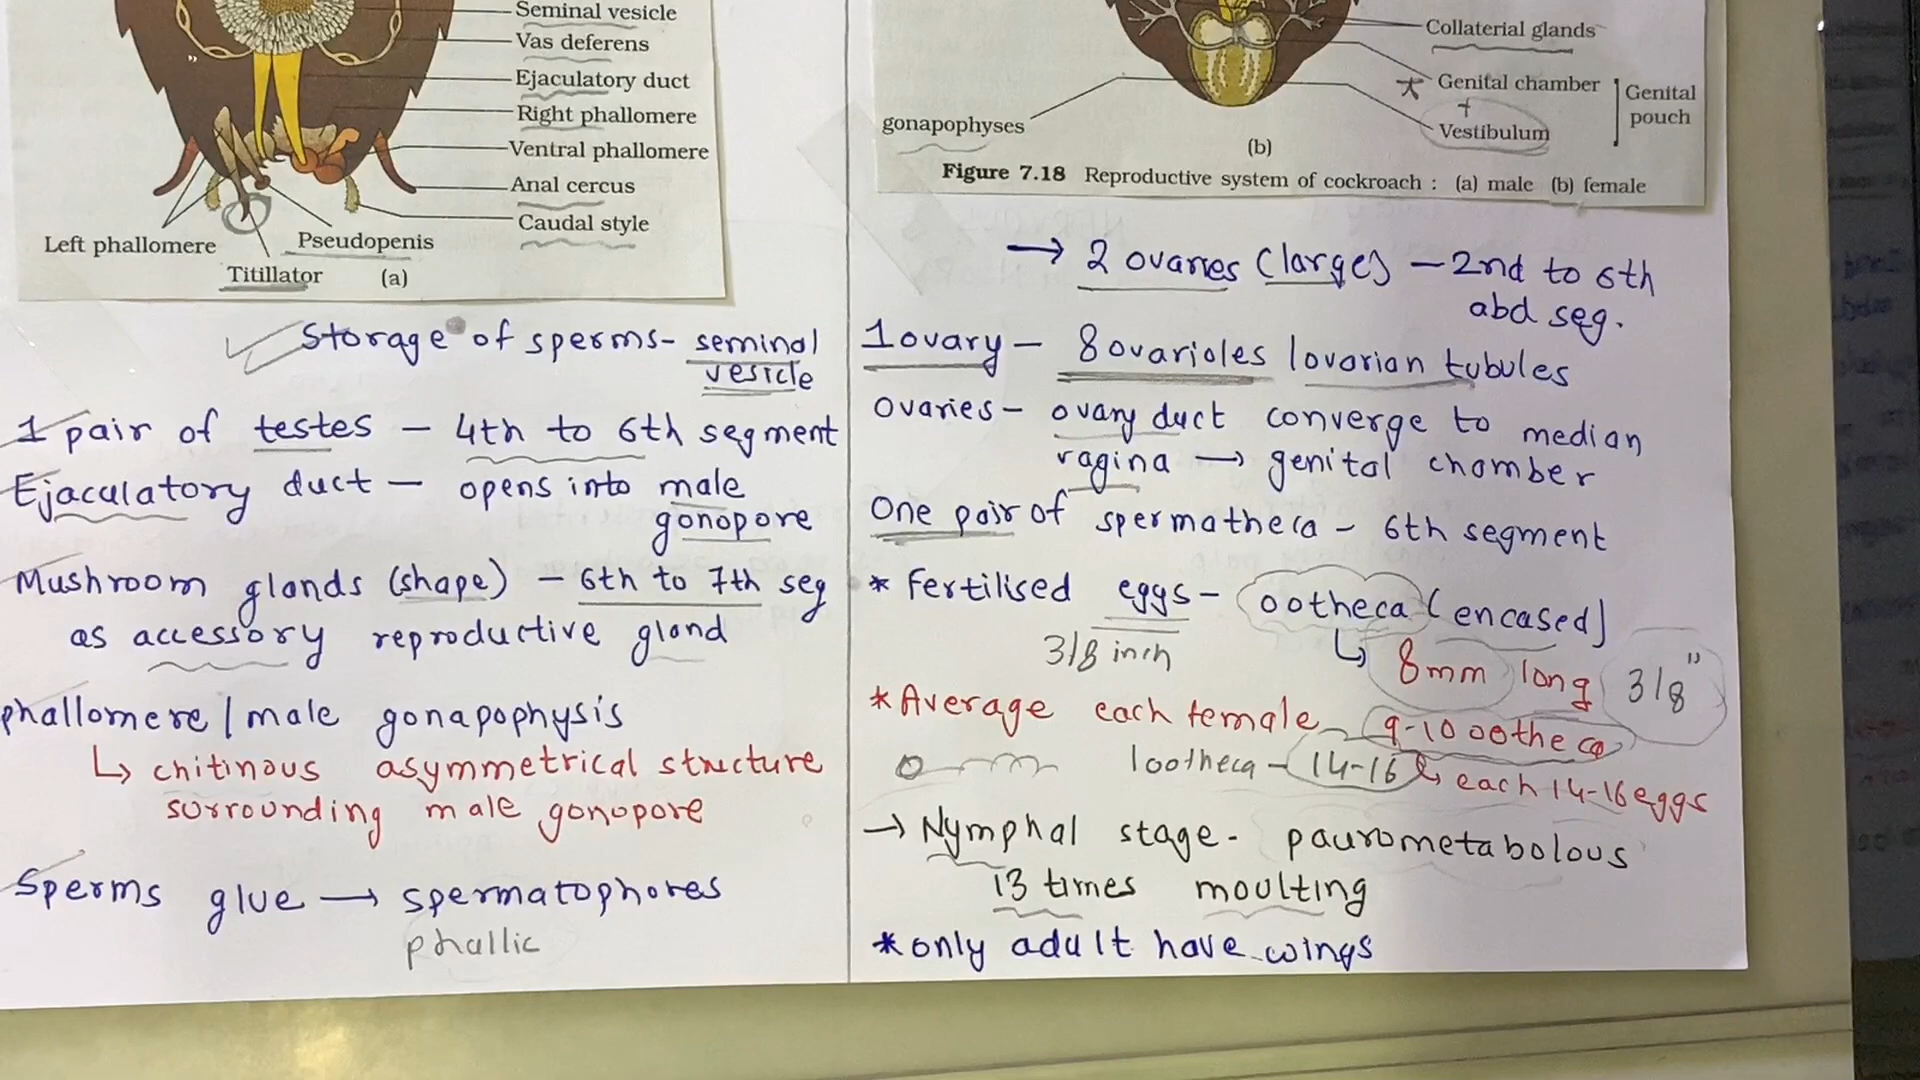 Seminal vesicle
Vas deferens
Ejaculatory duct
Right phallomere
Ventral phallomere
Anal cercus
Caudal style
Left phallomere
Pseudopenis
Titillator
(a)
Storage of sperms- seminal
vesicle
1 pair of testes - 4th to 6th segment
Ejaculatory duct - opens into male
gonopore
Mushroom glands (shape) - 6th to 7th seg
as accessory reproductive gland
phallomere / male gonapophysis
↳ chitinous asymmetrical structure
surrounding male gonopore
Sperms glue → spermatophores
phallic
Collaterial glands
Genital chamber
+
Vestibulum
Genital
pouch
gonapophyses
(b)
Figure 7.18 Reproductive system of cockroach : (a) male (b) female
→ 2 ovaries (large) - 2nd to 6th
abd seg.
1 ovary - 8 ovarioles / ovarian tubules
Ovaries - ovary duct converge to median
vagina → genital chamber
One pair of spermatheca - 6th segment
* Fertilised eggs - ootheca (encased)
3/8 inch
↳ 8mm long 3/8"
* Average each female - 9-10 ootheca
1 ootheca - 14-16
↳ each 14-16 eggs
→ Nymphal stage - paurometabolous
13 times moulting
* only adult have wings